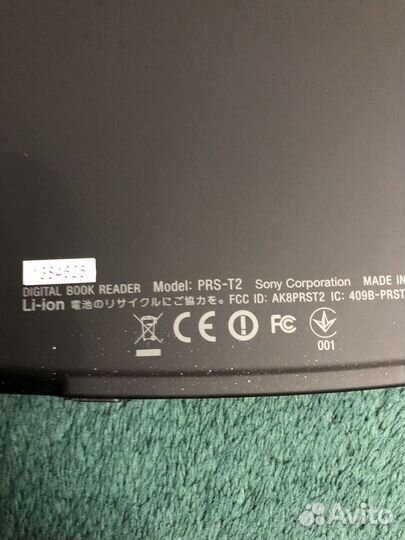 1354626
DIGITAL BOOK READER Model: PRS-T2 Sony Corporation MADE IN
Li-ion 電池のリサイクルにご協力を。 FCC ID: AK8PRST2 IC: 409B-PRST
CE FC
001
Avito